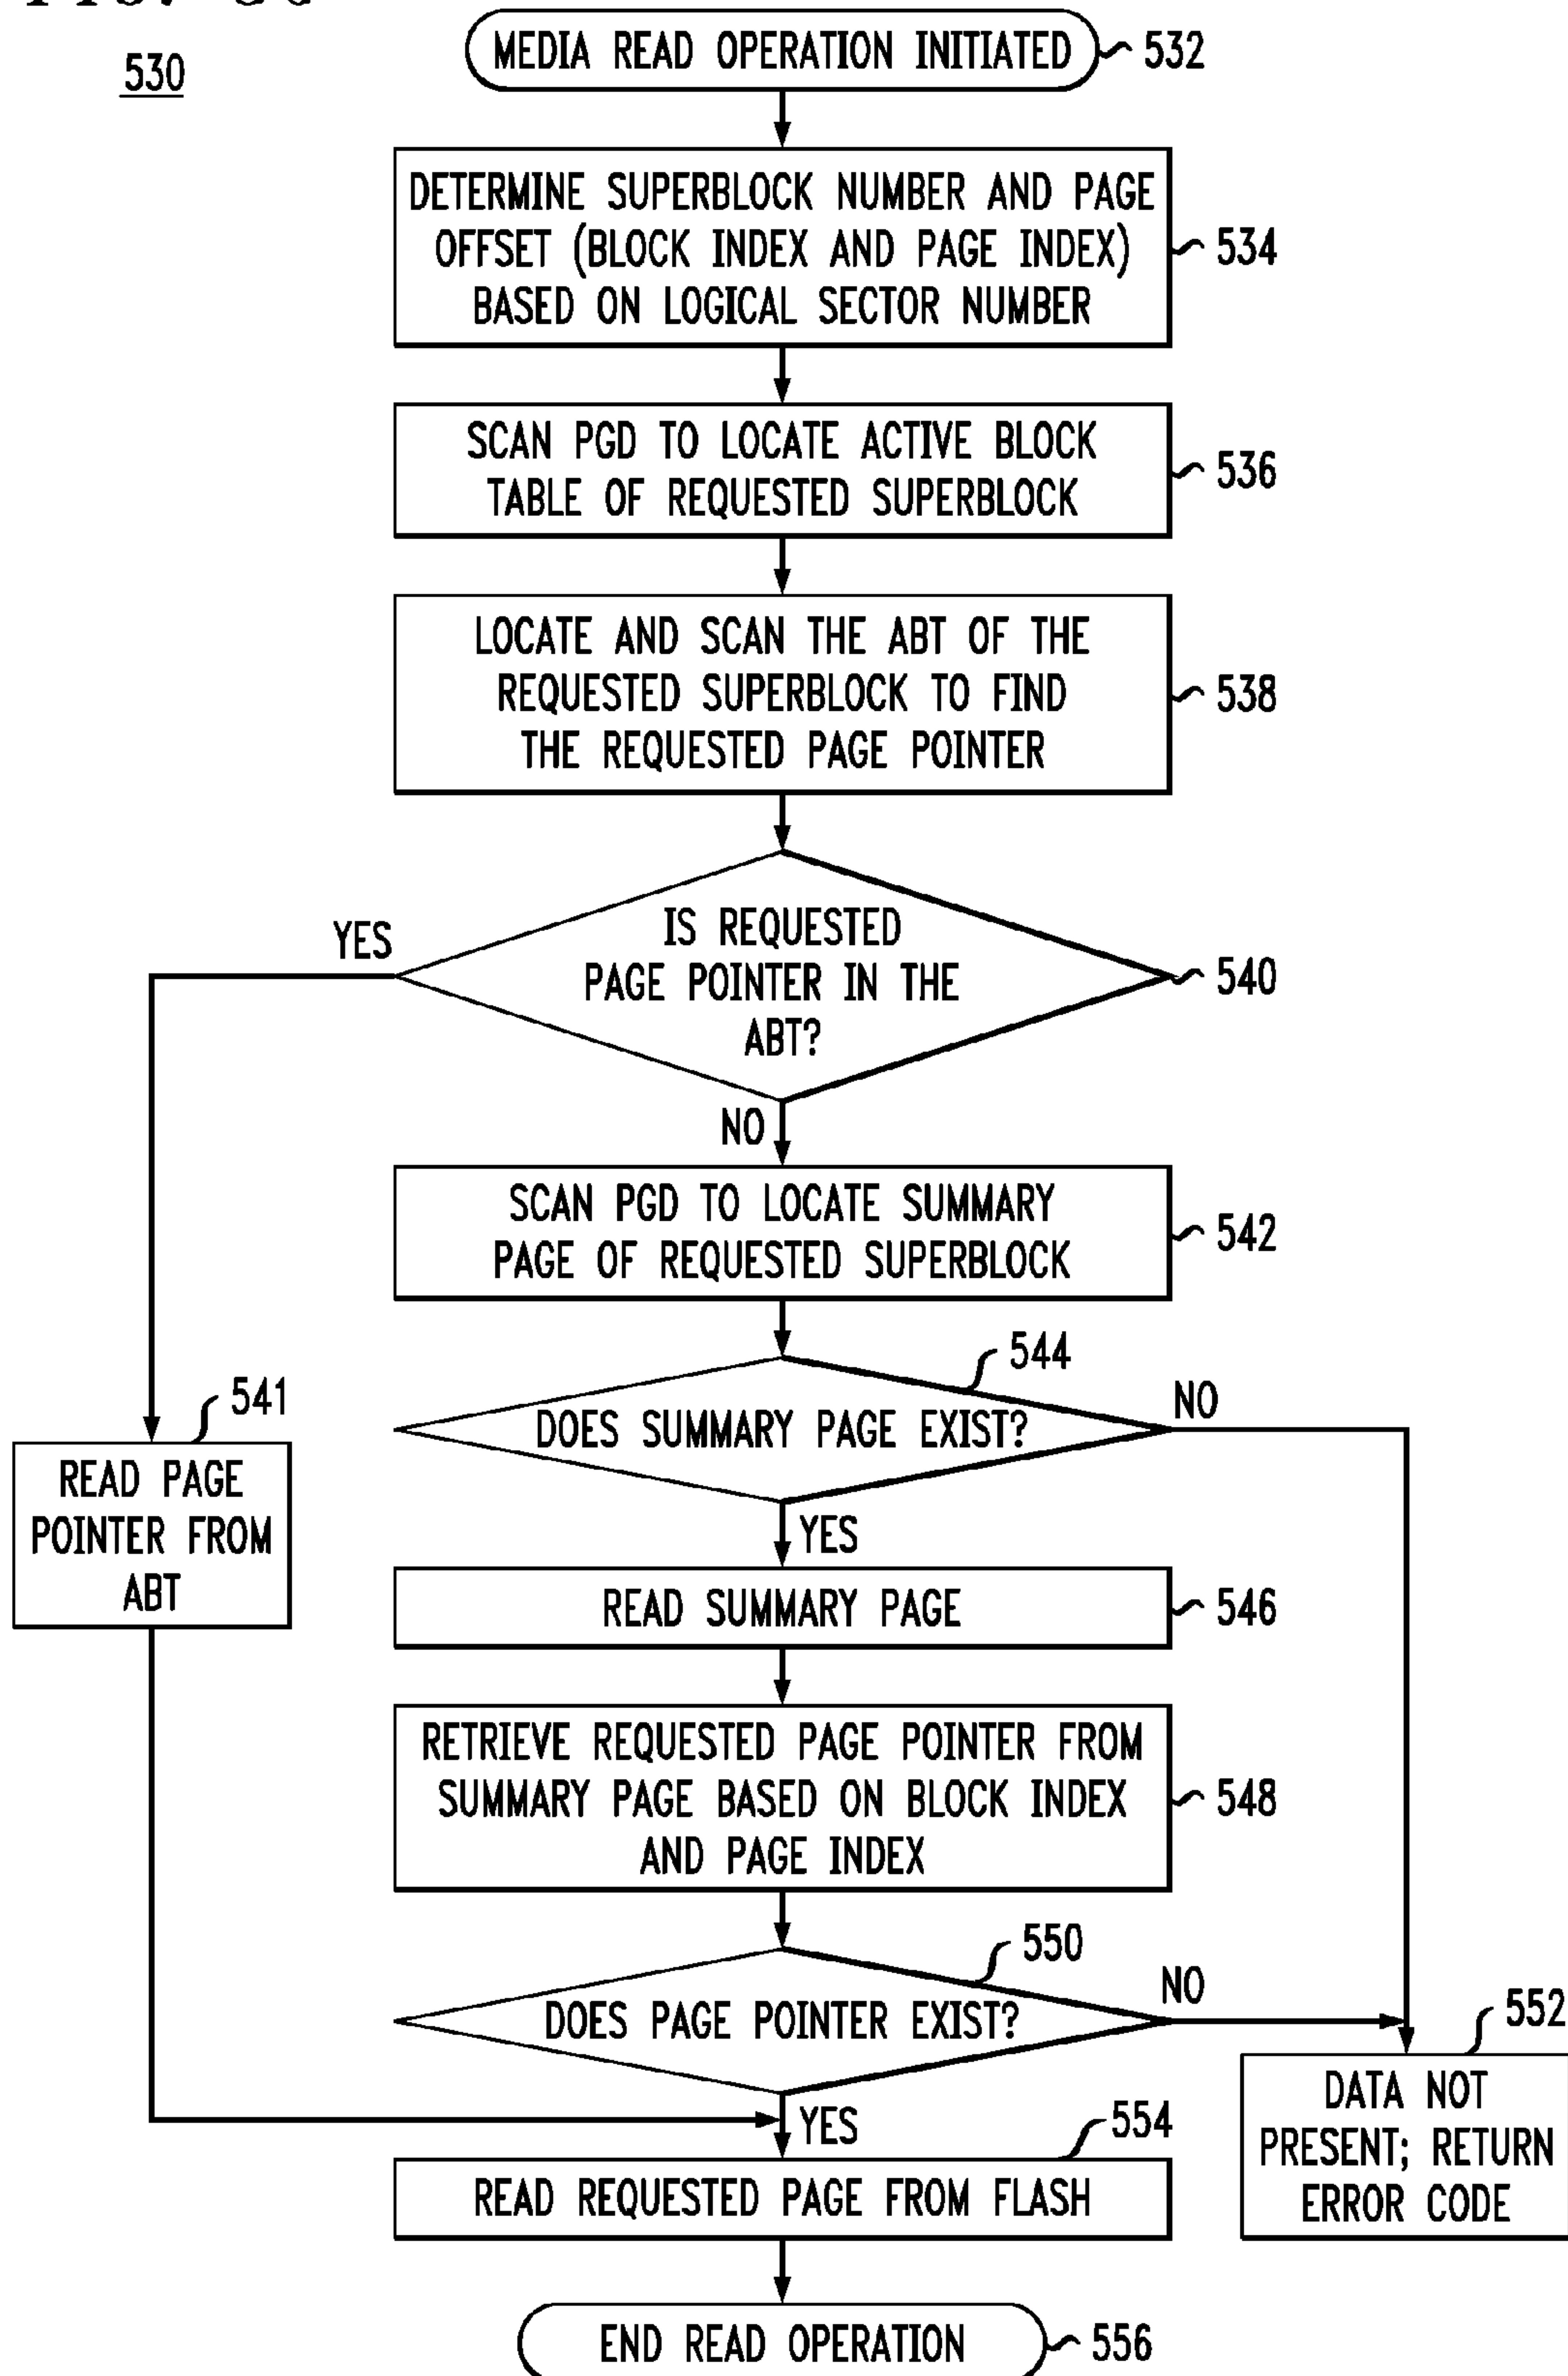 530
MEDIA READ OPERATION INITIATED
532
DETERMINE SUPERBLOCK NUMBER AND PAGE
OFFSET (BLOCK INDEX AND PAGE INDEX)
BASED ON LOGICAL SECTOR NUMBER
534
SCAN PGD TO LOCATE ACTIVE BLOCK
TABLE OF REQUESTED SUPERBLOCK
536
LOCATE AND SCAN THE ABT OF THE
REQUESTED SUPERBLOCK TO FIND
THE REQUESTED PAGE POINTER
538
YES
IS REQUESTED
PAGE POINTER IN THE
ABT?
540
NO
SCAN PGD TO LOCATE SUMMARY
PAGE OF REQUESTED SUPERBLOCK
542
544
DOES SUMMARY PAGE EXIST?
NO
541
READ PAGE
POINTER FROM
ABT
YES
READ SUMMARY PAGE
546
RETRIEVE REQUESTED PAGE POINTER FROM
SUMMARY PAGE BASED ON BLOCK INDEX
AND PAGE INDEX
548
550
DOES PAGE POINTER EXIST?
NO
552
DATA NOT
PRESENT; RETURN
ERROR CODE
YES
554
READ REQUESTED PAGE FROM FLASH
END READ OPERATION
556